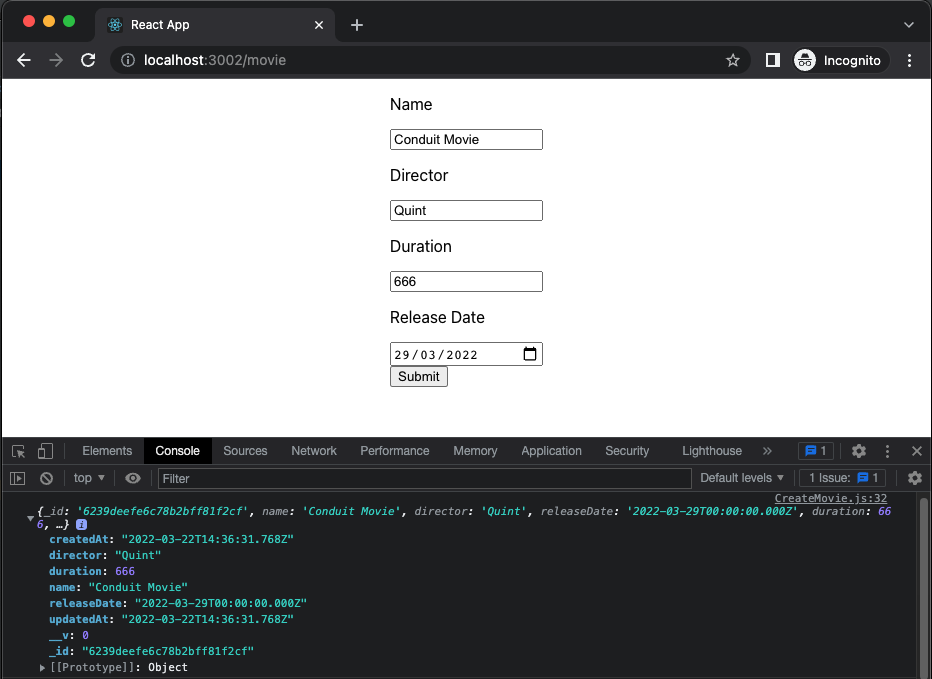 React App
localhost:3002/movie
Incognito
Name
Conduit Movie
Director
Quint
Duration
666
Release Date
29/03/2022
Submit
Elements Console Sources Network Performance Memory Application Security Lighthouse » 1
top Filter Default levels 1 Issue: 1
CreateMovie.js:32
{_id: '6239deefe6c78b2bff81f2cf', name: 'Conduit Movie', director: 'Quint', releaseDate: '2022-03-29T00:00:00.000Z', duration: 66
6, …} i
createdAt: "2022-03-22T14:36:31.768Z"
director: "Quint"
duration: 666
name: "Conduit Movie"
releaseDate: "2022-03-29T00:00:00.000Z"
updatedAt: "2022-03-22T14:36:31.768Z"
__v: 0
_id: "6239deefe6c78b2bff81f2cf"
[[Prototype]]: Object